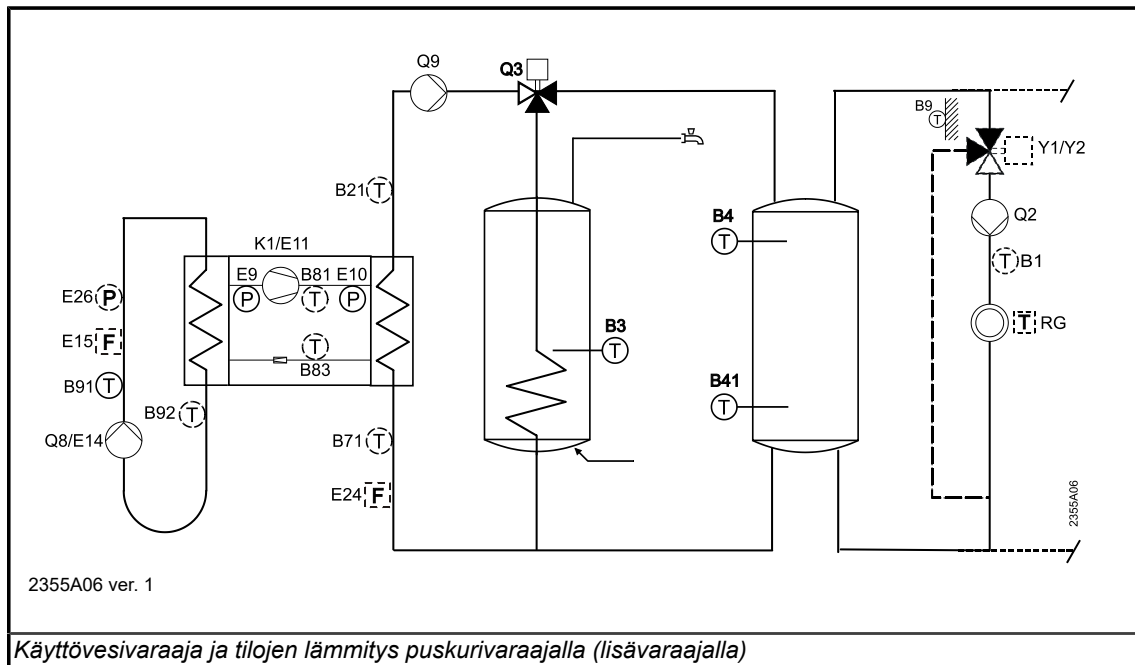 Q9
Q3
B9
T
Y1/Y2
B21
T
K1/E11
B4
T
Q2
T
B1
E9
B81
E10
P
T
P
E26
P
E15
F
T
B83
B3
T
T
RG
B91
T
B92
T
B41
T
Q8/E14
B71
T
E24
F
2355A06
2355A06 ver. 1
Käyttövesivaraaja ja tilojen lämmitys puskurivaraajalla (lisävaraajalla)